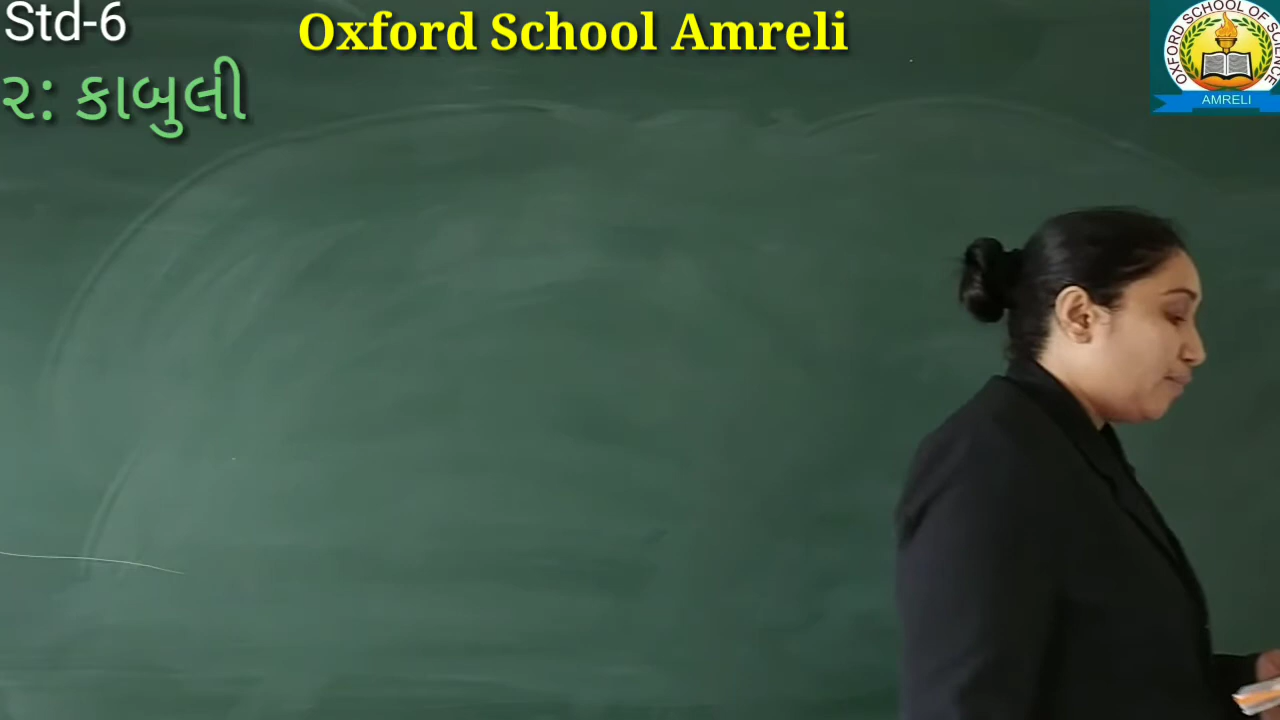 Std-6
Oxford School Amreli
૨: કાબુલી
OXFORD SCHOOL OF SCIENCE
AMRELI